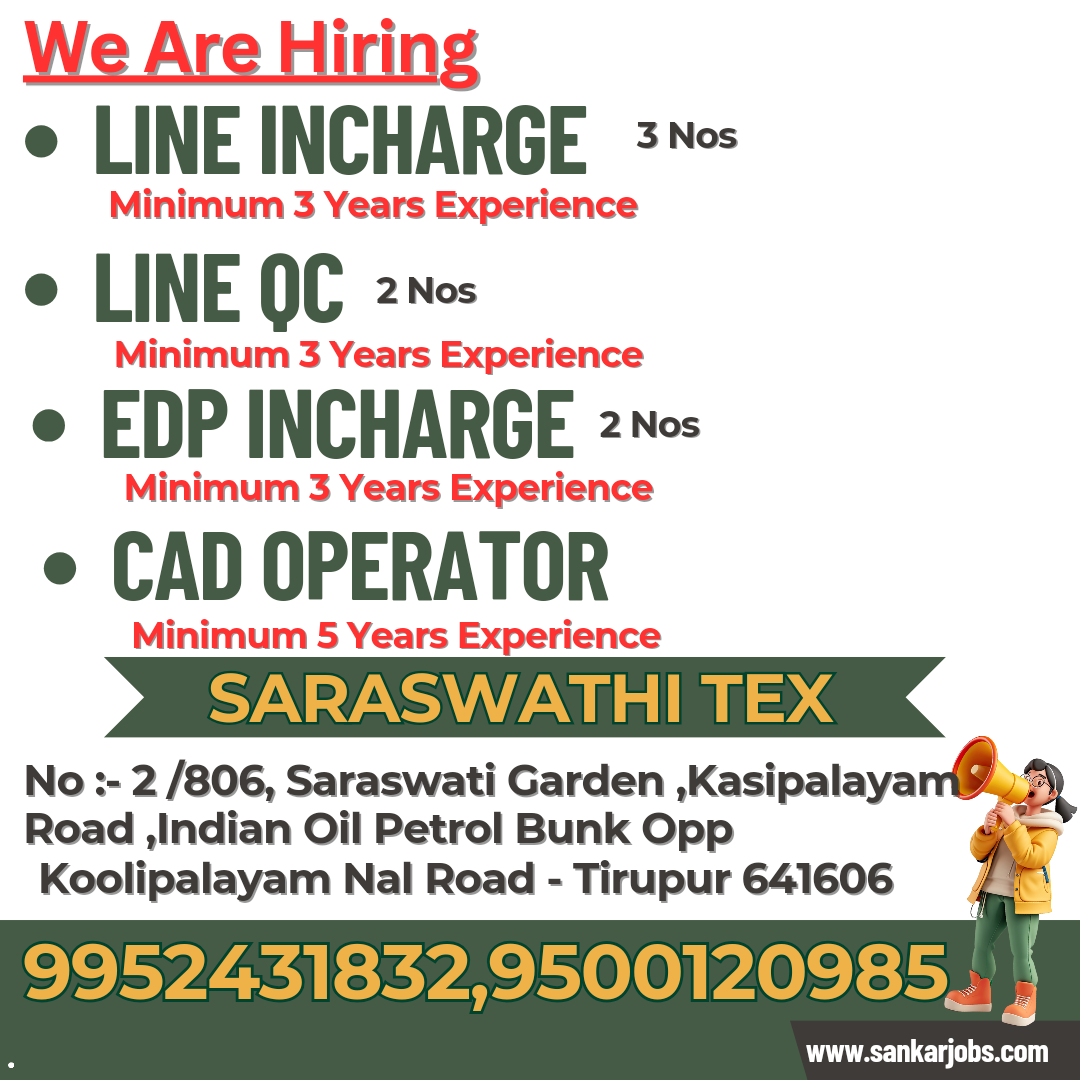 We Are Hiring
• LINE INCHARGE 3 Nos
Minimum 3 Years Experience
• LINE QC 2 Nos
Minimum 3 Years Experience
• EDP INCHARGE 2 Nos
Minimum 3 Years Experience
• CAD OPERATOR
Minimum 5 Years Experience
SARASWATHI TEX
No :- 2 /806, Saraswati Garden ,Kasipalayam
Road ,Indian Oil Petrol Bunk Opp
Koolipalayam Nal Road - Tirupur 641606
9952431832,9500120985
www.sankarjobs.com
.